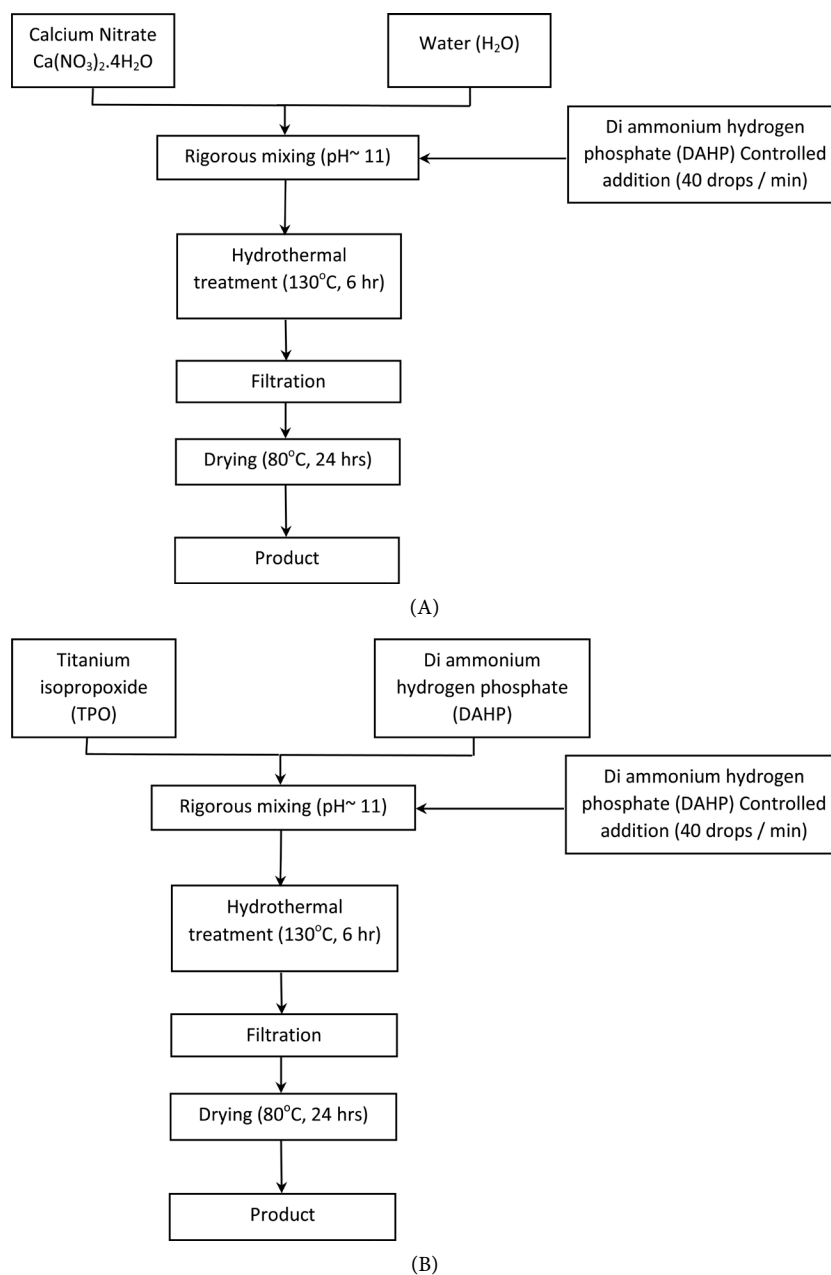 Calcium Nitrate
Ca(NO₃)₂.4H₂O
Water (H₂O)
Rigorous mixing (pH~ 11)
Di ammonium hydrogen
phosphate (DAHP) Controlled
addition (40 drops / min)
Hydrothermal
treatment (130°C, 6 hr)
Filtration
Drying (80°C, 24 hrs)
Product
(A)
Titanium
isopropoxide
(TPO)
Di ammonium
hydrogen phosphate
(DAHP)
Rigorous mixing (pH~ 11)
Di ammonium hydrogen
phosphate (DAHP) Controlled
addition (40 drops / min)
Hydrothermal
treatment (130°C, 6 hr)
Filtration
Drying (80°C, 24 hrs)
Product
(B)